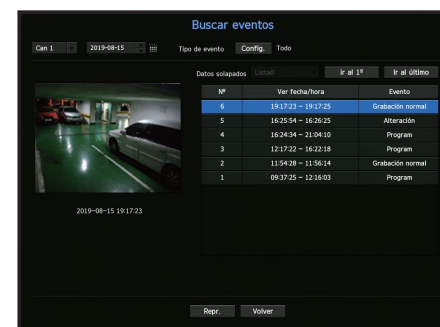 Buscar eventos
Can 1 2019-08-15 Tipo de evento Config. Todo
Datos solapados Lista0 ir al 1º Ir al último
Nº Ver fecha/hora Evento
6 19:17:23 ~ 19:17:25 Grabación normal
5 16:25:54 ~ 16:26:25 Alteración
4 16:24:34 ~ 21:04:10 Program
3 12:17:22 ~ 16:22:18 Program
2 11:54:28 ~ 11:56:14 Grabación normal
1 09:37:25 ~ 12:16:03 Program
2019-08-15 19:17:23
Repr. Volver